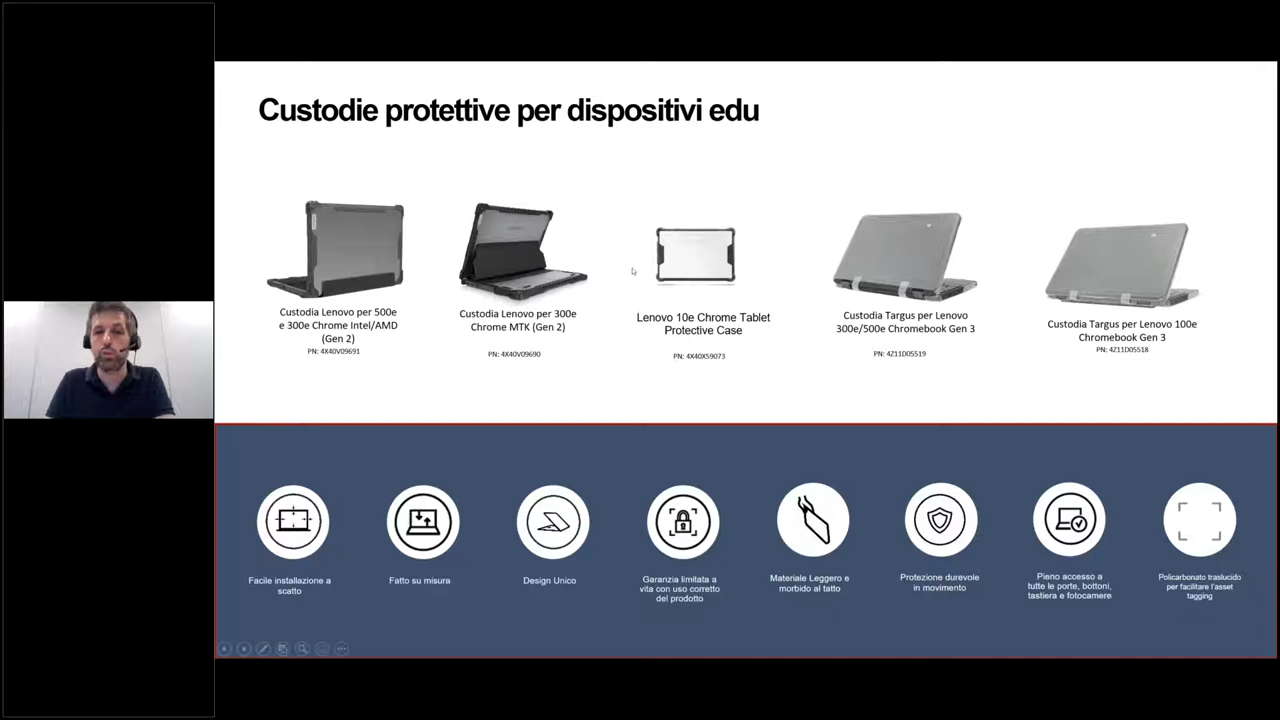 Custodie protettive per dispositivi edu
Custodia Lenovo per 500e
e 300e Chrome Intel/AMD
(Gen 2)
PN: 4X40V09691
Custodia Lenovo per 300e
Chrome MTK (Gen 2)
PN: 4X40V09690
Lenovo 10e Chrome Tablet
Protective Case
PN: 4X40X59073
Custodia Targus per Lenovo
300e/500e Chromebook Gen 3
PN: 4Z11D05519
Custodia Targus per Lenovo 100e
Chromebook Gen 3
PN: 4Z11D05518
Facile installazione a
scatto
Fatto su misura
Design Unico
Garanzia limitata a
vita con uso corretto
del prodotto
Materiale Leggero e
morbido al tatto
Protezione durevole
in movimento
Pieno accesso a
tutte le porte, bottoni,
tastiera e fotocamere
Policarbonato traslucido
per facilitare l'asset
tagging